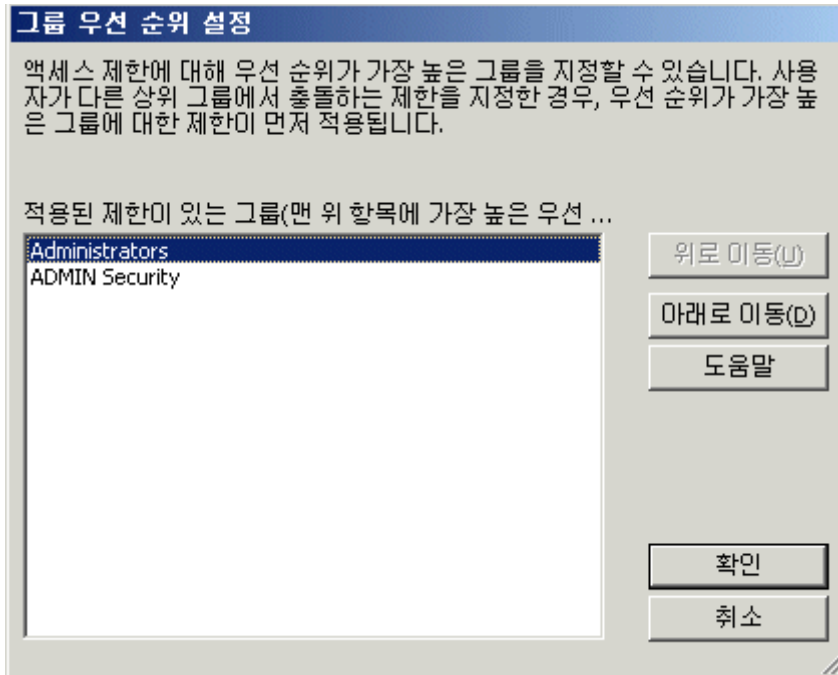 그룹 우선 순위 설정
액세스 제한에 대해 우선 순위가 가장 높은 그룹을 지정할 수 있습니다. 사용
자가 다른 상위 그룹에서 충돌하는 제한을 지정한 경우, 우선 순위가 가장 높
은 그룹에 대한 제한이 먼저 적용됩니다.
적용된 제한이 있는 그룹(맨 위 항목에 가장 높은 우선 ...
Administrators
ADMIN Security
위로 이동(U)
아래로 이동(D)
도움말
확인
취소